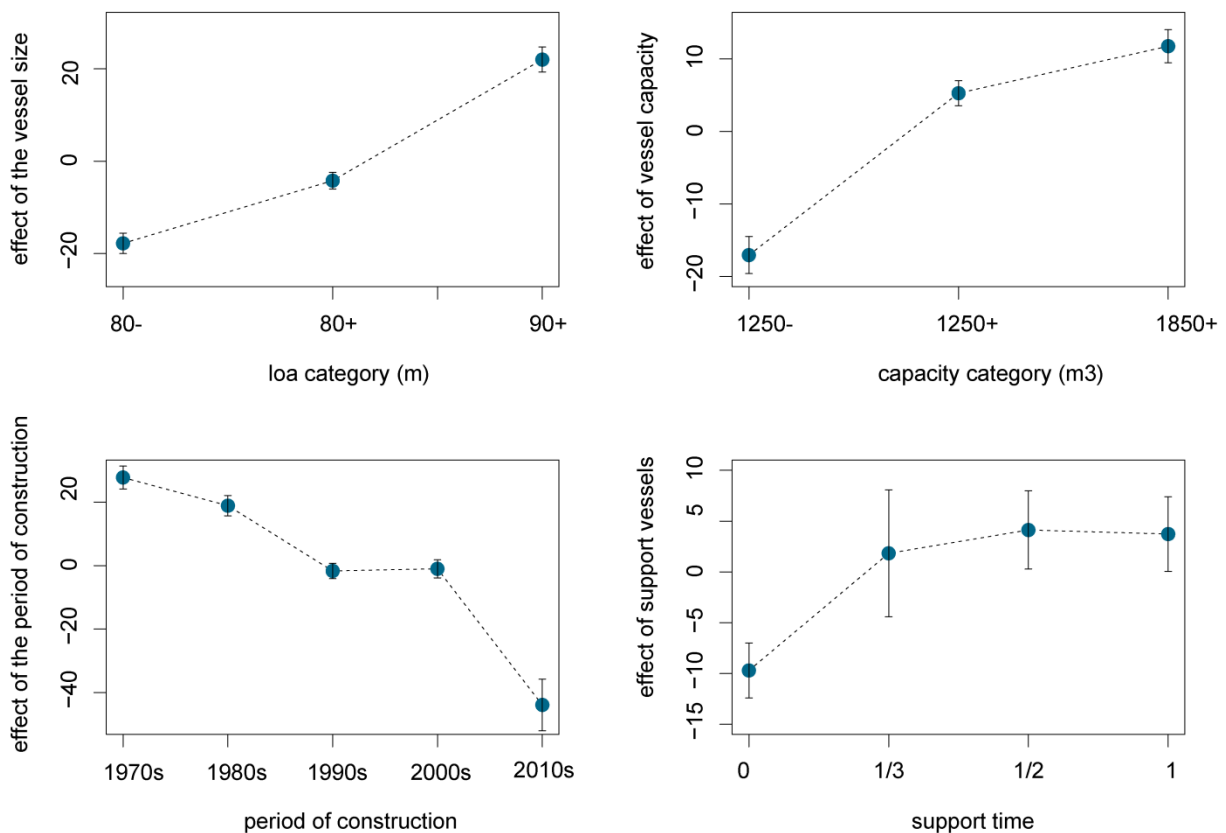 effect of the vessel size
20
0
−20
80-
80+
90+
loa category (m)
effect of vessel capacity
10
0
−10
−20
1250-
1250+
1850+
capacity category (m3)
effect of the period of construction
20
0
−20
−40
1970s
1980s
1990s
2000s
2010s
period of construction
effect of support vessels
10
5
0
−5
−10
−15
0
1/3
1/2
1
support time